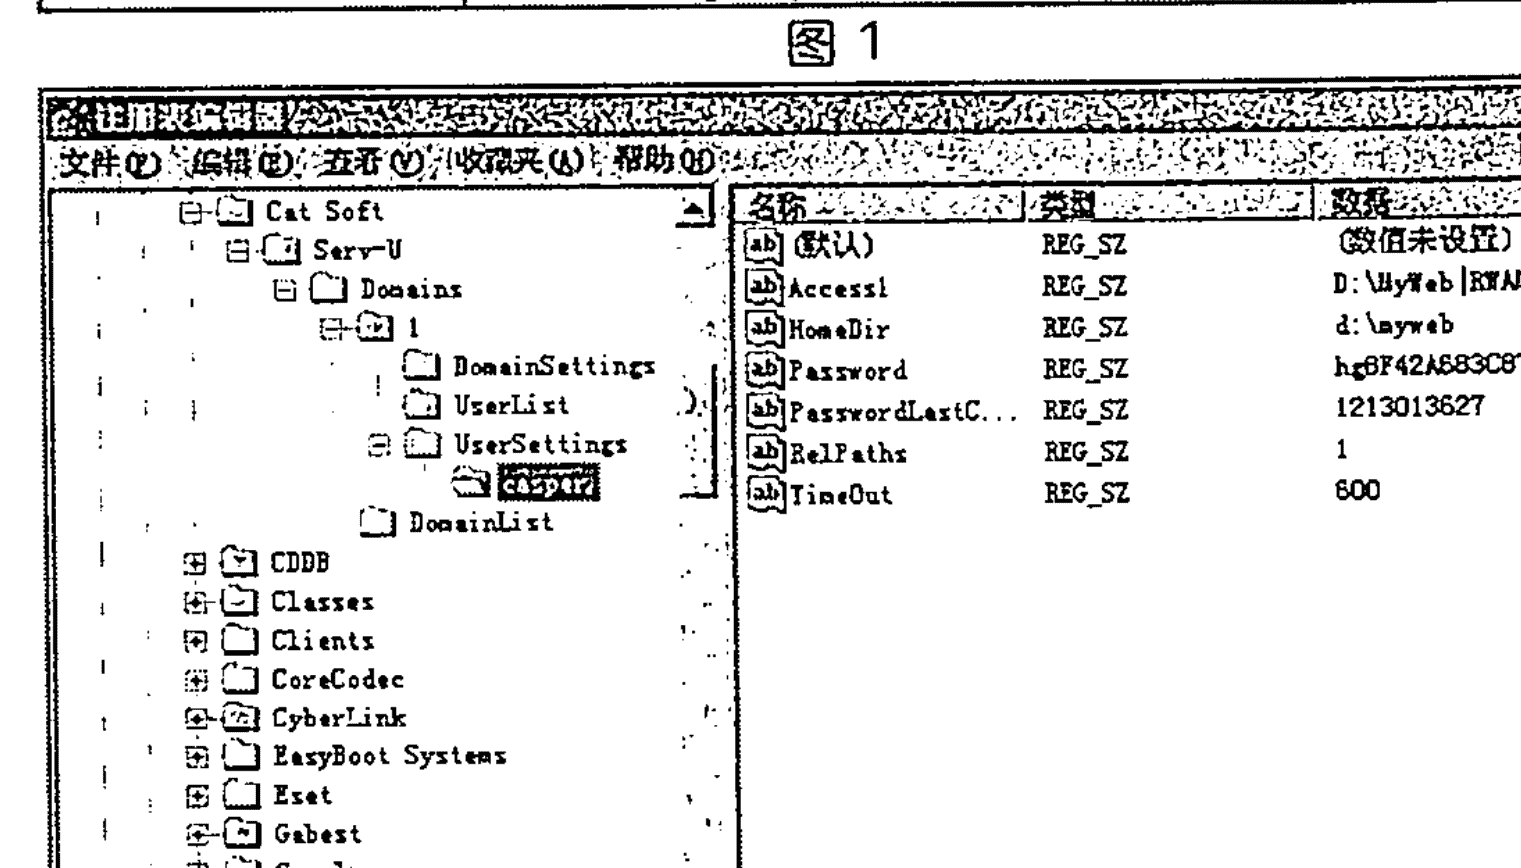 图 1
注册表编辑器
文件(F) 编辑(E) 查看(V) 收藏夹(A) 帮助(H)
Cat Soft
Serv-U
Domains
1
DomainSettings
UserList
UserSettings
casper
DomainList
CDDB
Classes
Clients
CoreCodec
CyberLink
EasyBoot Systems
Eset
Gabest
名称 类型 数据
(默认) REG_SZ (数值未设置)
Access1 REG_SZ D:\MyWeb|RWAM
HomeDir REG_SZ d:\myweb
Password REG_SZ hg8F42A683C87
PasswordLastC... REG_SZ 1213013627
RelPaths REG_SZ 1
TimeOut REG_SZ 600